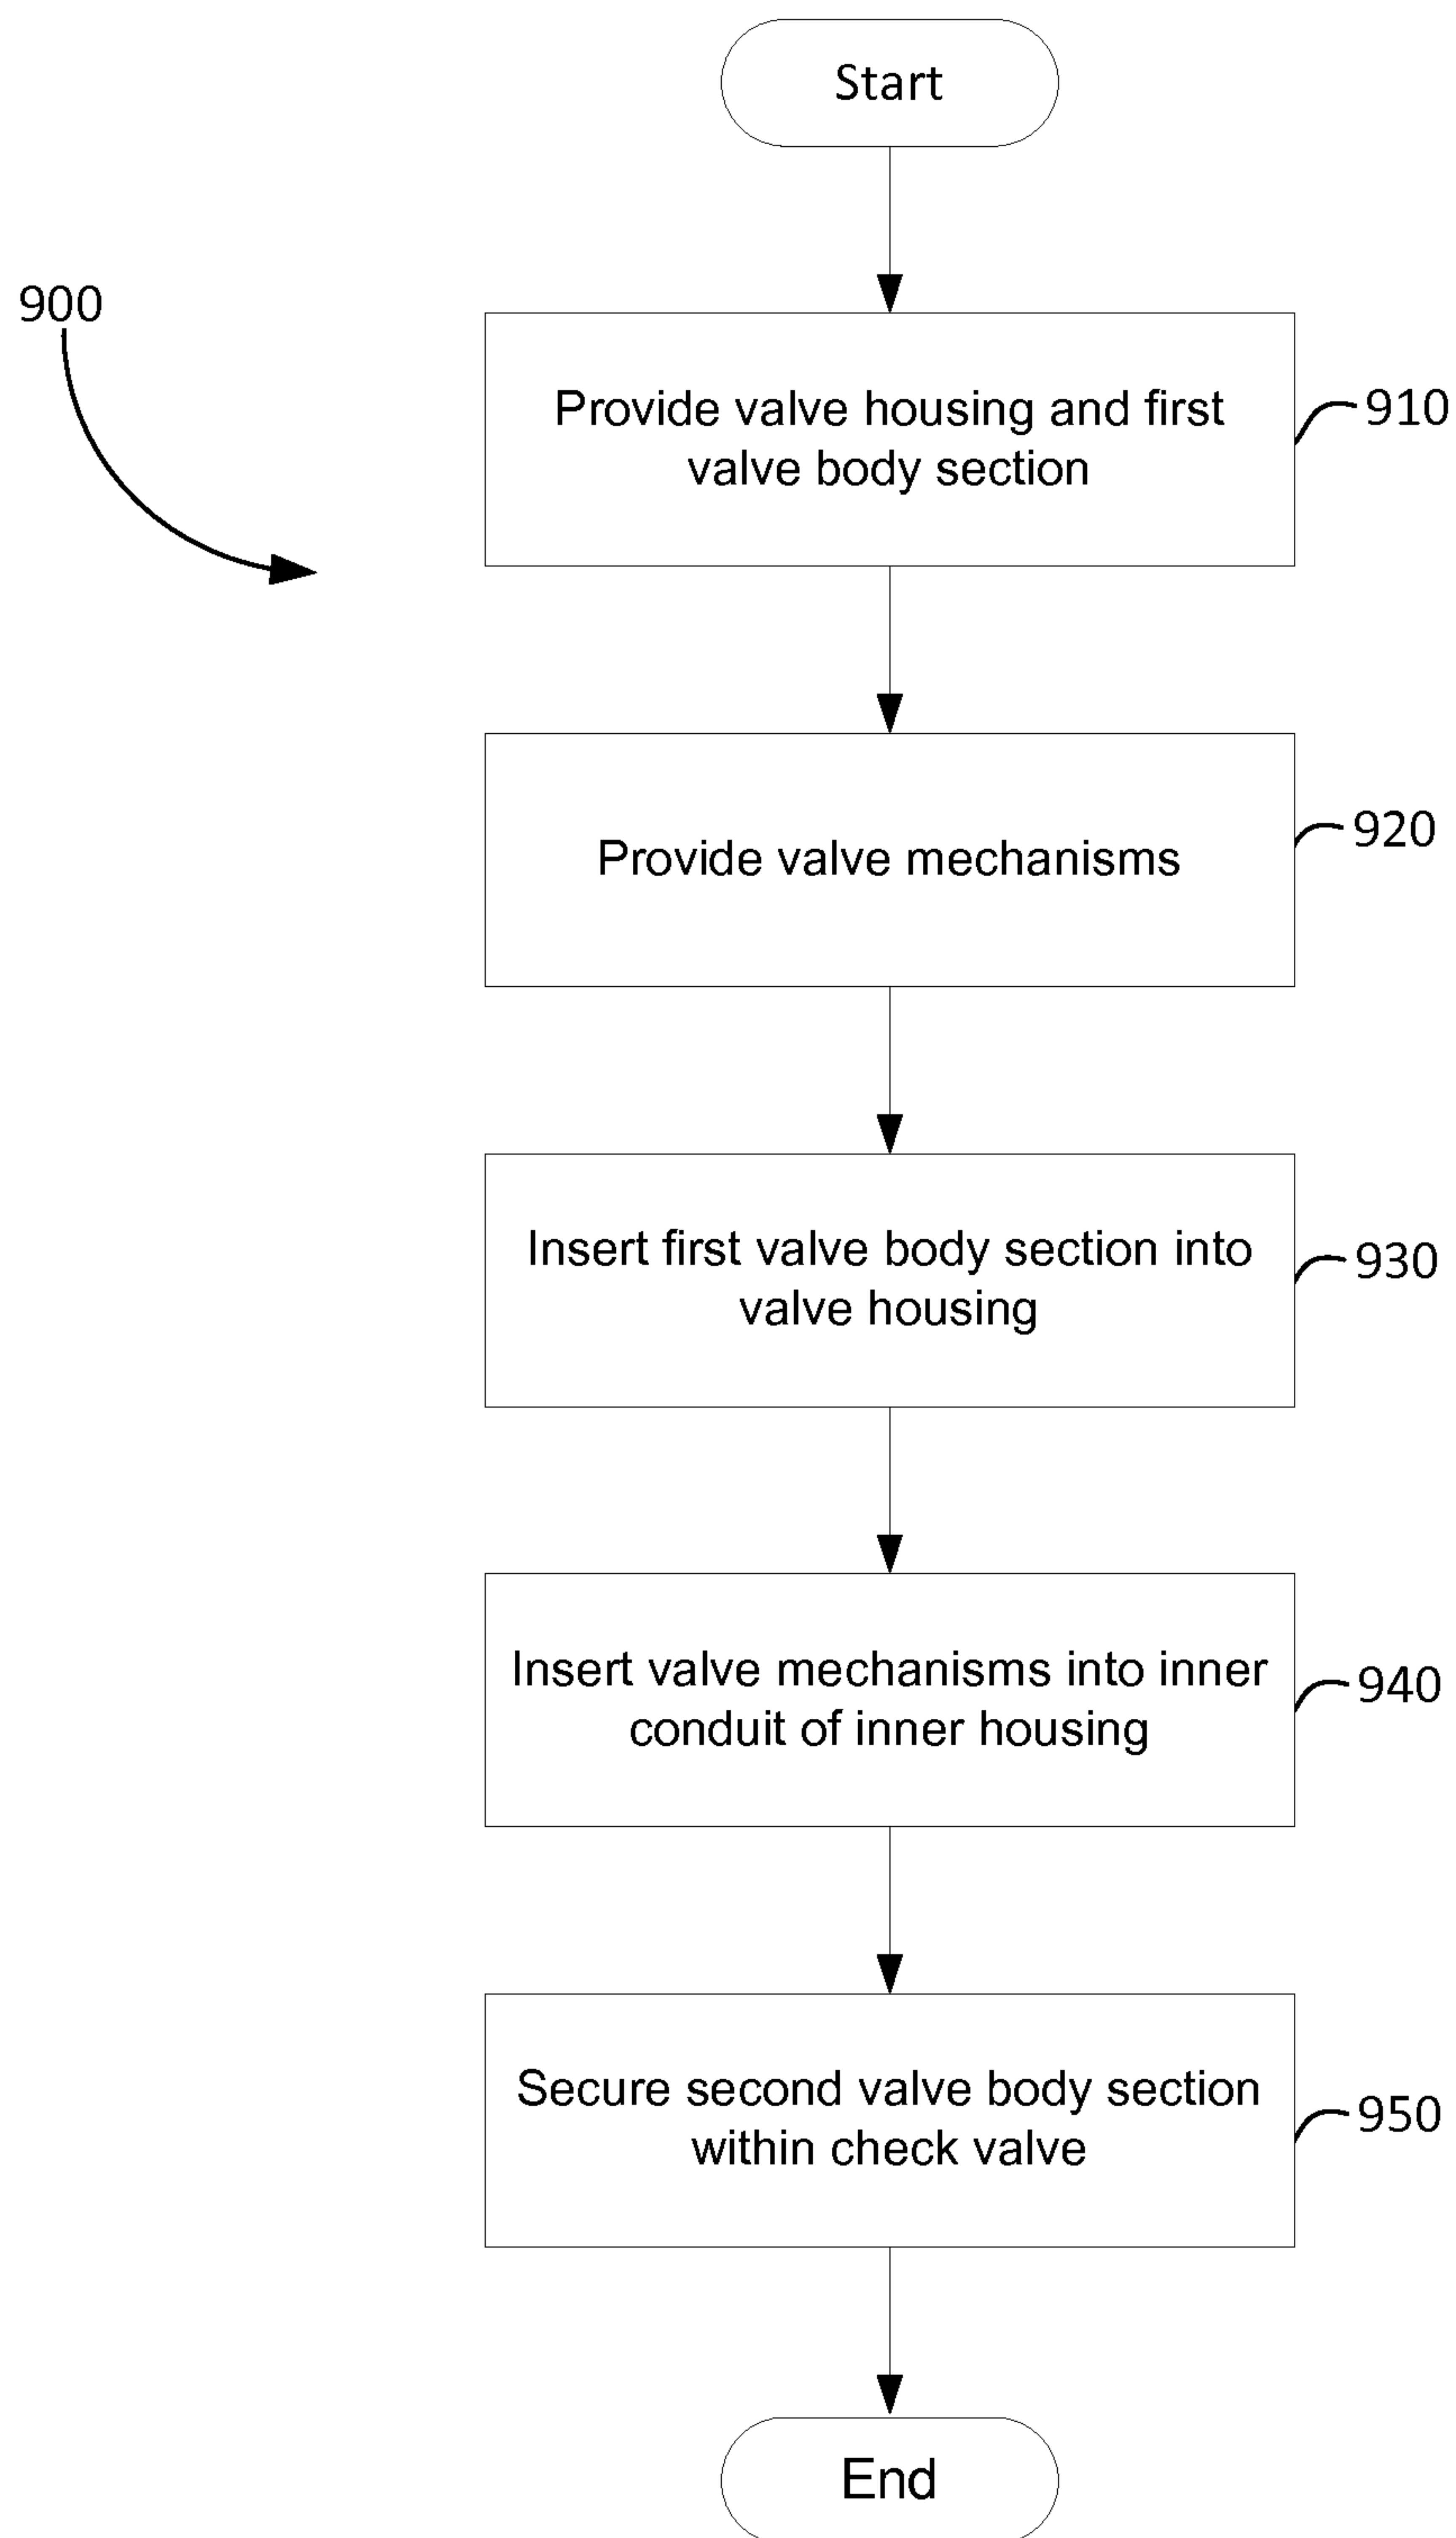 Start
900
Provide valve housing and first
valve body section
910
Provide valve mechanisms
920
Insert first valve body section into
valve housing
930
Insert valve mechanisms into inner
conduit of inner housing
940
Secure second valve body section
within check valve
950
End